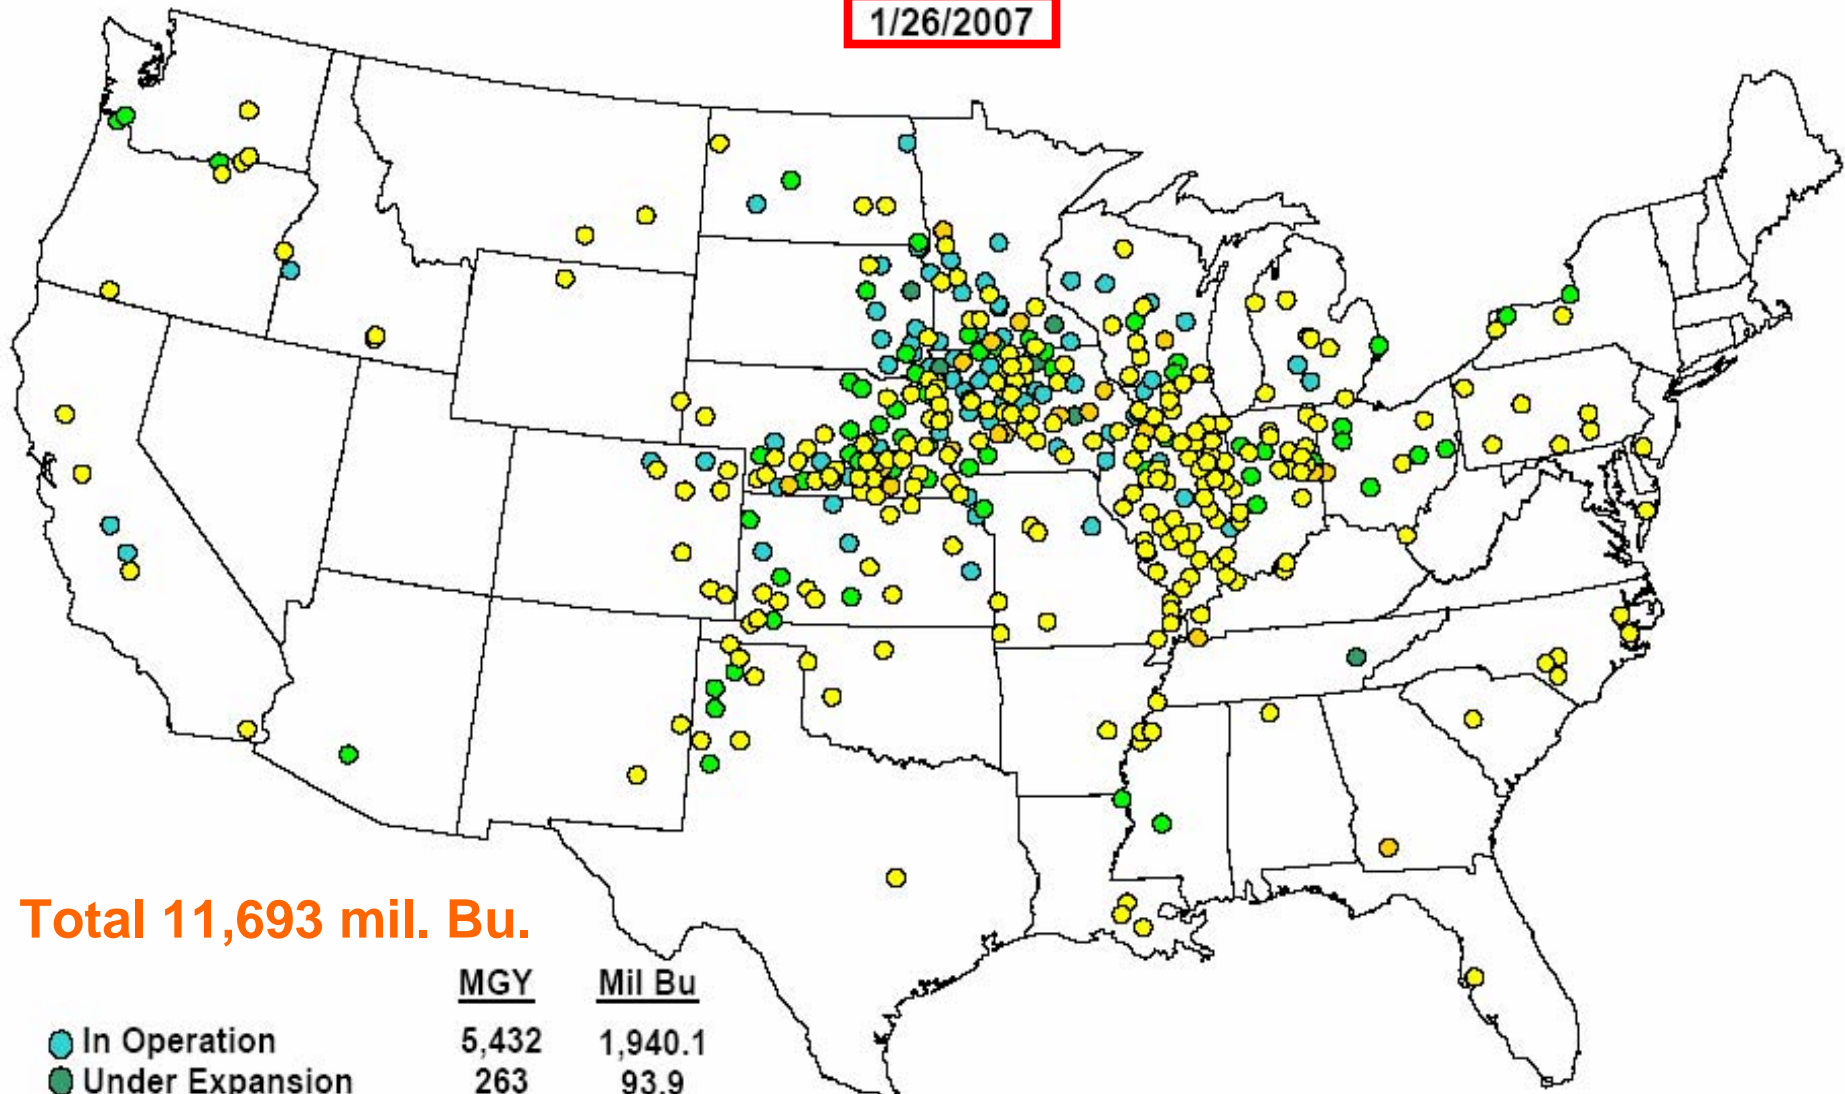 1/26/2007
Total 11,693 mil. Bu.
MGY Mil Bu
In Operation 5,432 1,940.1
Under Expansion 263 93.9